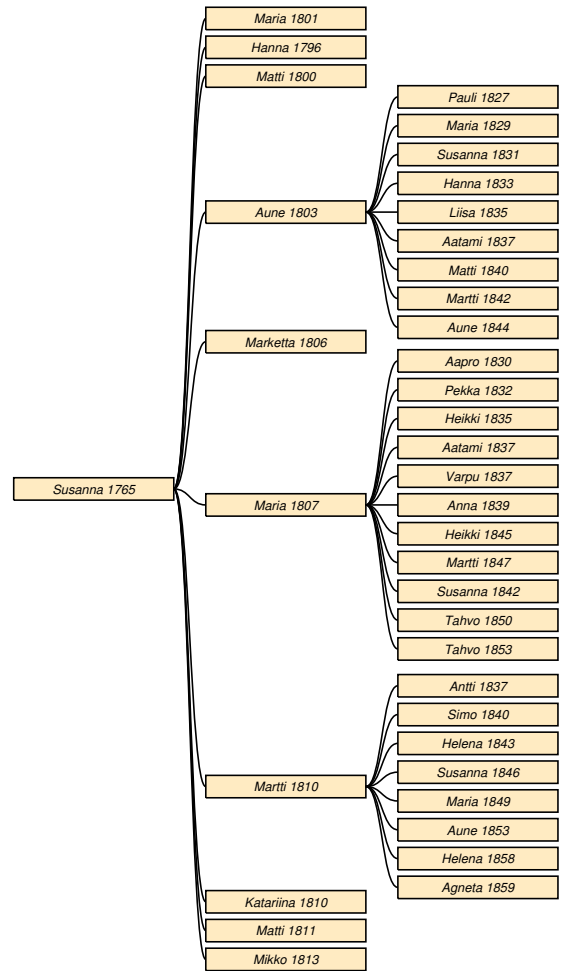 Susanna 1765
Maria 1801
Hanna 1796
Matti 1800
Aune 1803
Pauli 1827
Maria 1829
Susanna 1831
Hanna 1833
Liisa 1835
Aatami 1837
Matti 1840
Martti 1842
Aune 1844
Marketta 1806
Maria 1807
Aapro 1830
Pekka 1832
Heikki 1835
Aatami 1837
Varpu 1837
Anna 1839
Heikki 1845
Martti 1847
Susanna 1842
Tahvo 1850
Tahvo 1853
Martti 1810
Antti 1837
Simo 1840
Helena 1843
Susanna 1846
Maria 1849
Aune 1853
Helena 1858
Agneta 1859
Katariina 1810
Matti 1811
Mikko 1813